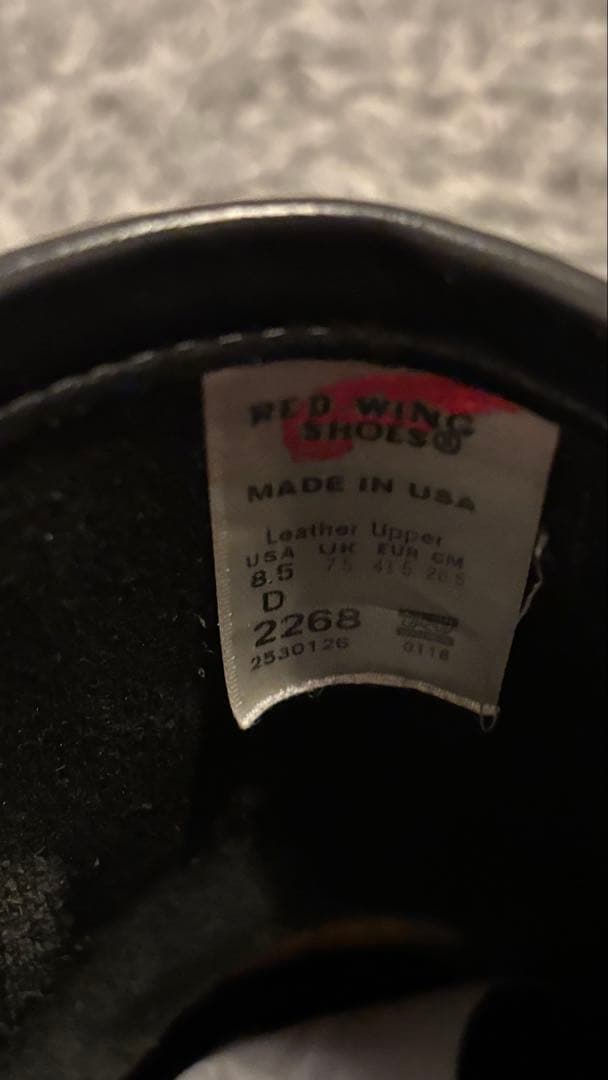 RED WING
SHOES®
MADE IN USA
Leather Upper
USA UK EUR CM
8.5 7.5 41.5 26.5
D
2268
2530126 0116